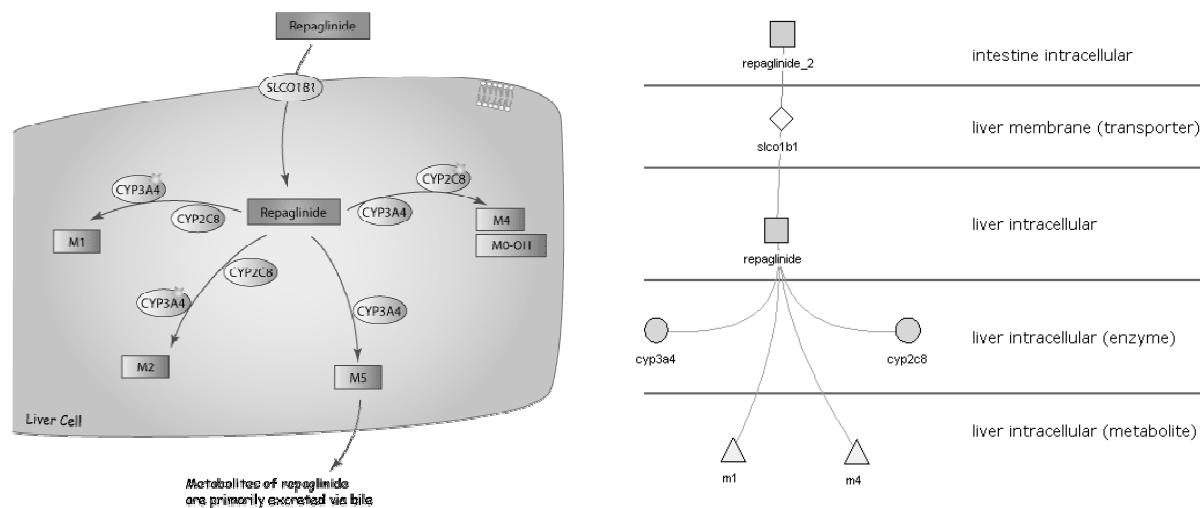 Repaglinide
SLCO1B1
CYP3A4
CYP2C8
CYP2C8
CYP3A4
Repaglinide
M1
M4
M0-OH
CYP2C8
CYP3A4
CYP3A4
M2
M5
Liver Cell
Metabolites of repaglinide
are primarily excreted via bile
repaglinide_2
intestine intracellular
slco1b1
liver membrane (transporter)
repaglinide
liver intracellular
cyp3a4
cyp2c8
liver intracellular (enzyme)
m1
m4
liver intracellular (metabolite)